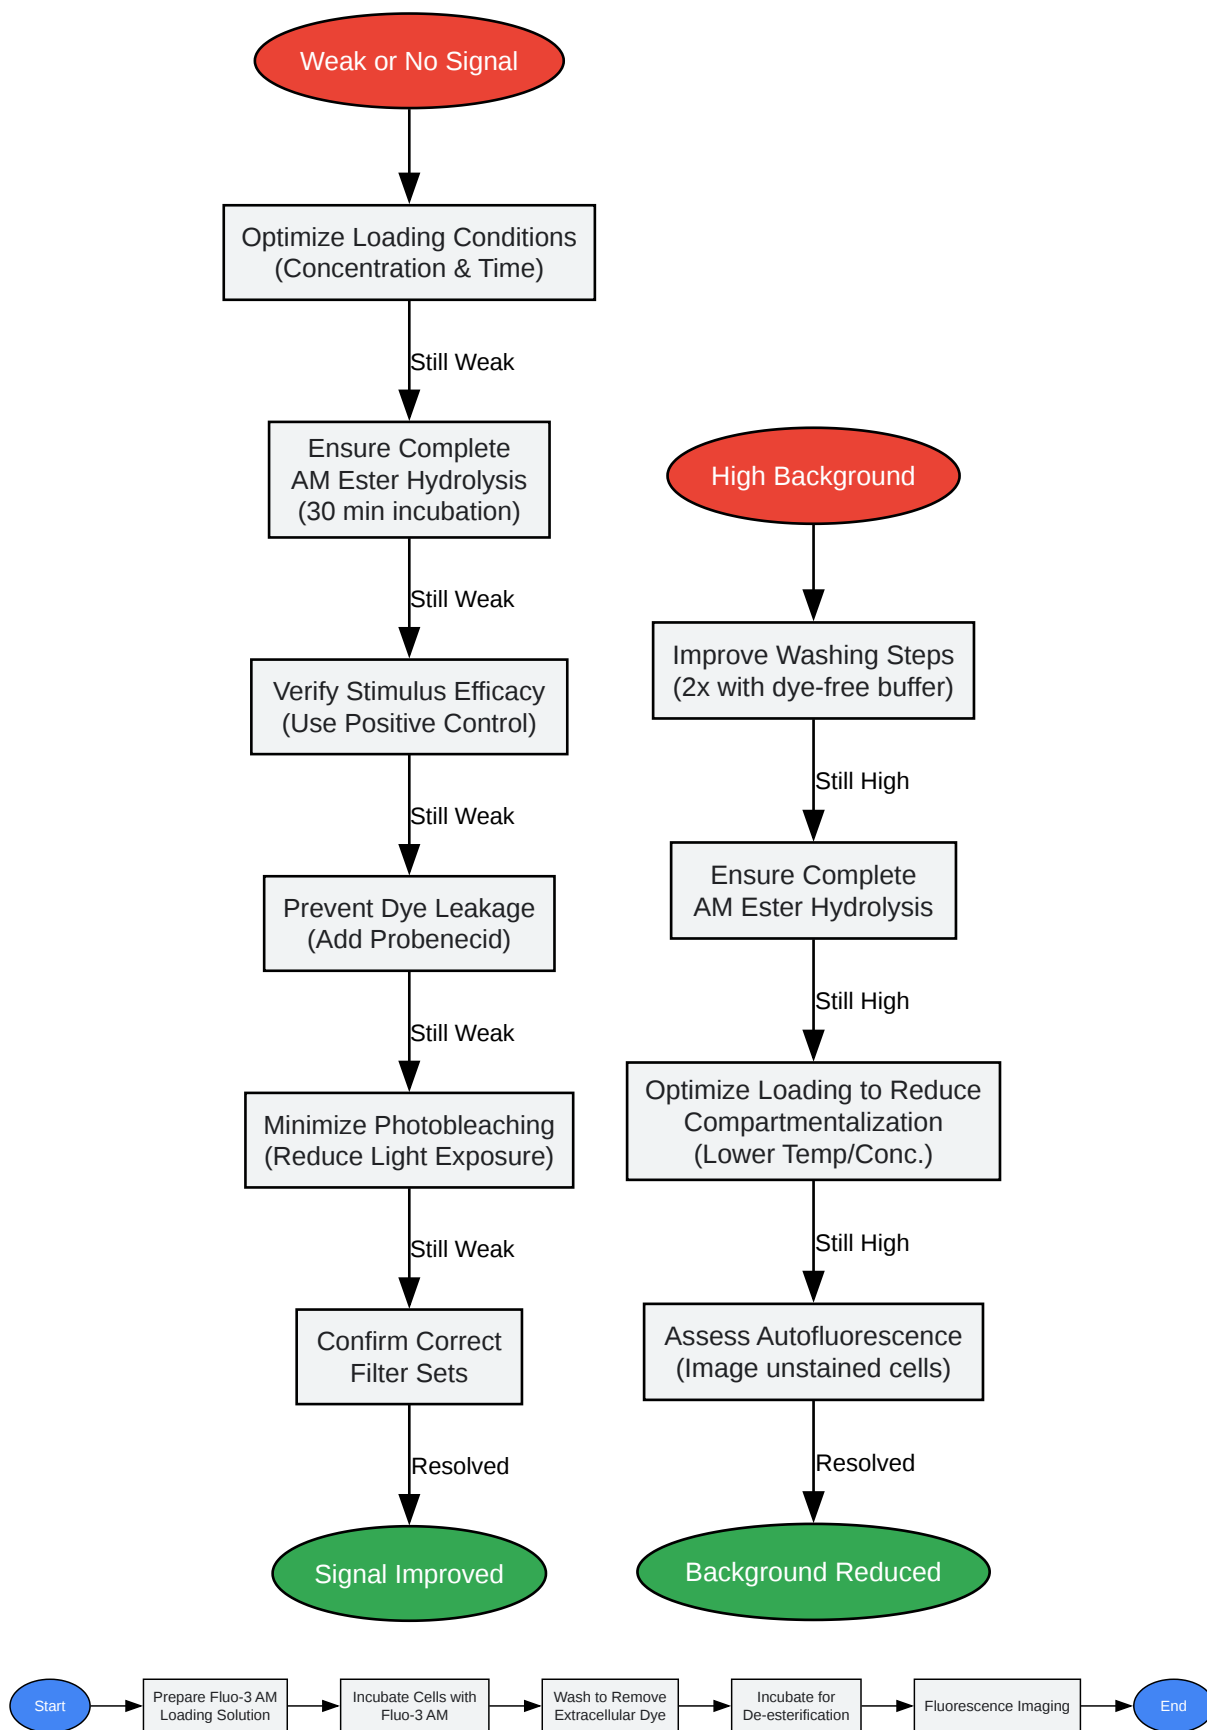 Weak or No Signal
Optimize Loading Conditions
(Concentration & Time)
Still Weak
Ensure Complete
AM Ester Hydrolysis
(30 min incubation)
Still Weak
Verify Stimulus Efficacy
(Use Positive Control)
Still Weak
Prevent Dye Leakage
(Add Probenecid)
Still Weak
Minimize Photobleaching
(Reduce Light Exposure)
Still Weak
Confirm Correct
Filter Sets
Resolved
Signal Improved
High Background
Improve Washing Steps
(2x with dye-free buffer)
Still High
Ensure Complete
AM Ester Hydrolysis
Still High
Optimize Loading to Reduce
Compartmentalization
(Lower Temp/Conc.)
Still High
Assess Autofluorescence
(Image unstained cells)
Resolved
Background Reduced
Start
Prepare Fluo-3 AM
Loading Solution
Incubate Cells with
Fluo-3 AM
Wash to Remove
Extracellular Dye
Incubate for
De-esterification
Fluorescence Imaging
End